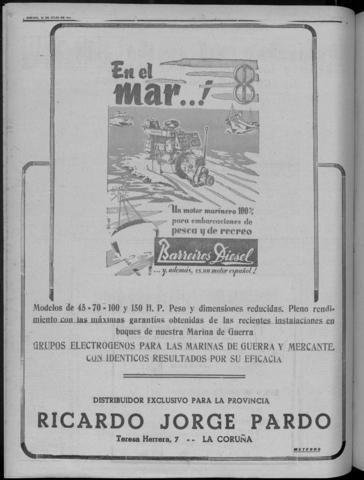 En el
mar...!
Un motor marinero 100%
para embarcaciones de
pesca y de recreo
Barreiros Diesel
... y, además, es un motor español!
Modelos de 45 - 70 - 100 y 150 H. P. Peso y dimensiones reducidas. Pleno rendi-
miento con las máximas garantías obtenidas de las recientes instalaciones en
buques de nuestra Marina de Guerra
GRUPOS ELECTROGENOS PARA LAS MARINAS DE GUERRA Y MERCANTE,
CON IDENTICOS RESULTADOS POR SU EFICACIA
DISTRIBUIDOR EXCLUSIVO PARA LA PROVINCIA
RICARDO JORGE PARDO
Teresa Herrera, 7 -- LA CORUÑA
METEORO